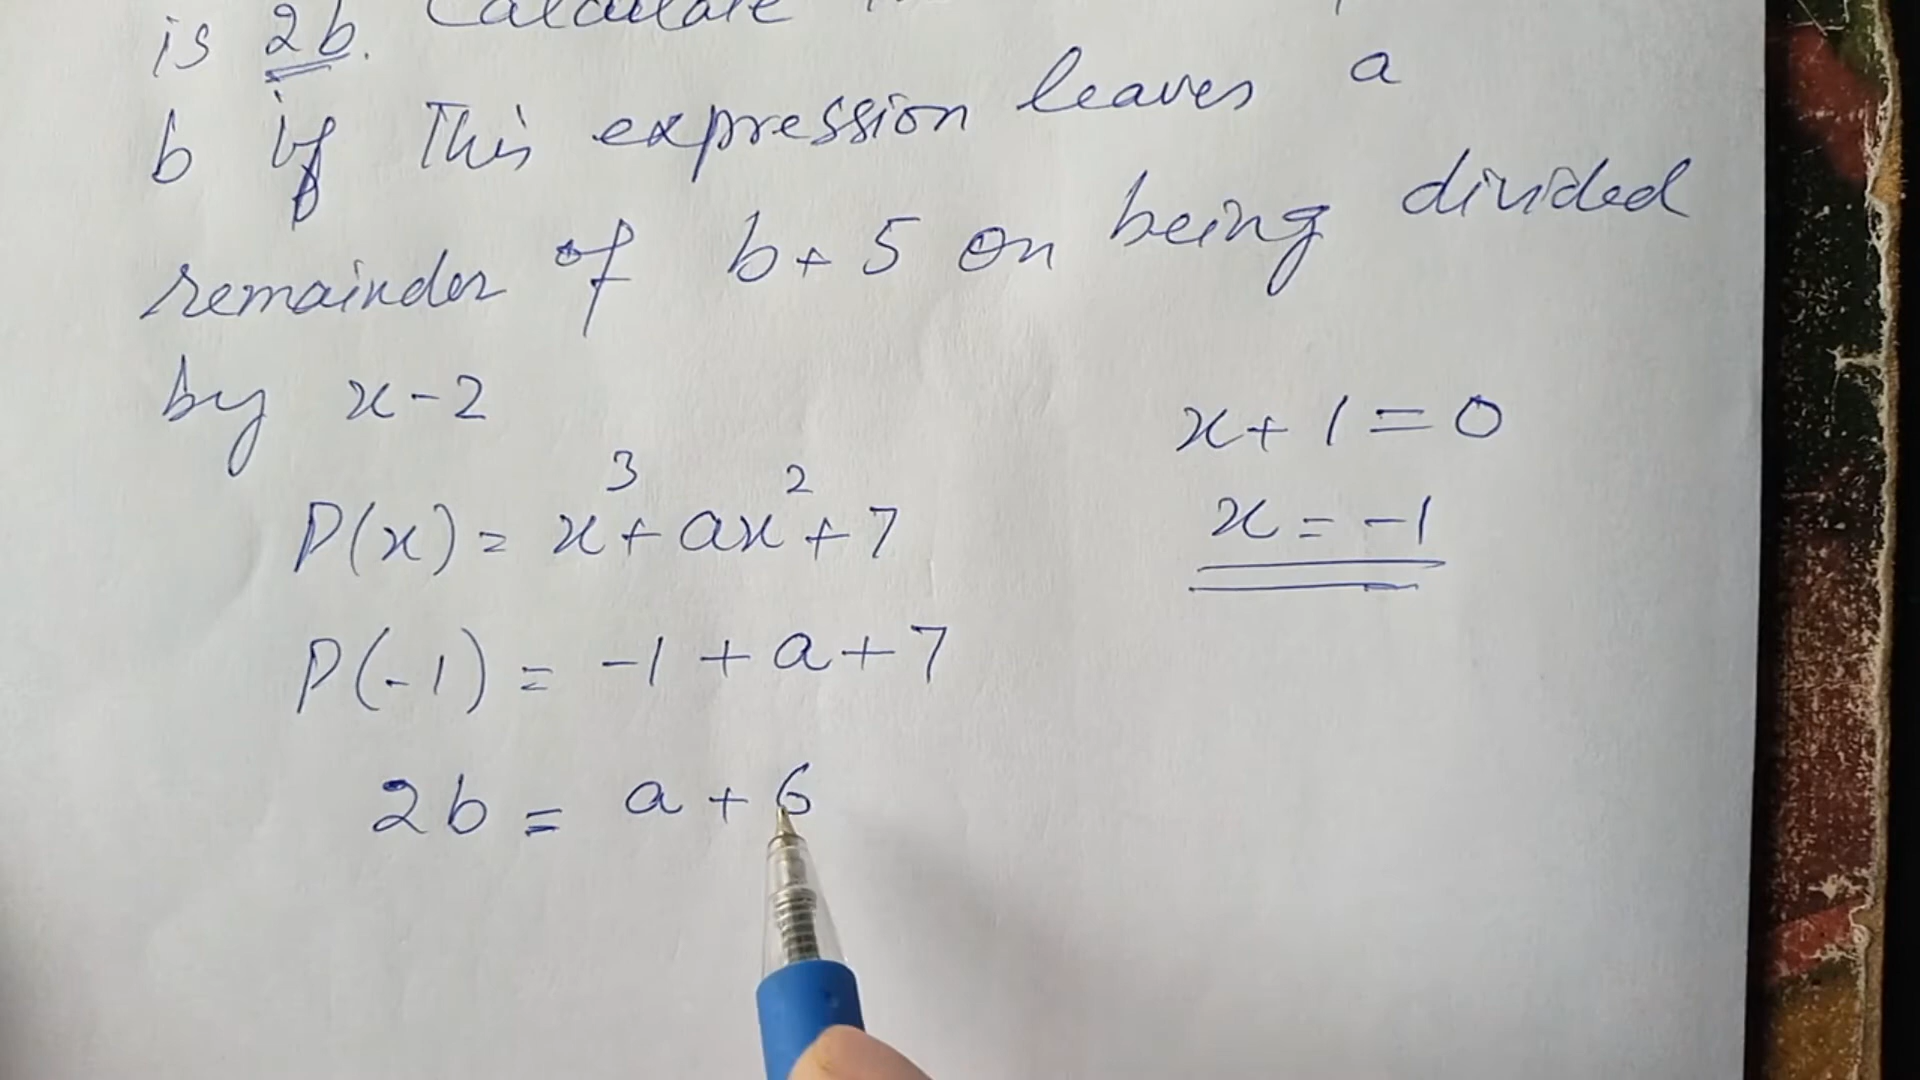 is 2b. Calculate
b if This expression leaves a
remainder of b+5 on being divided
by x-2
P(x) = x³+ax²+7
x+1=0
x=-1
P(-1) = -1+a+7
2b = a+6